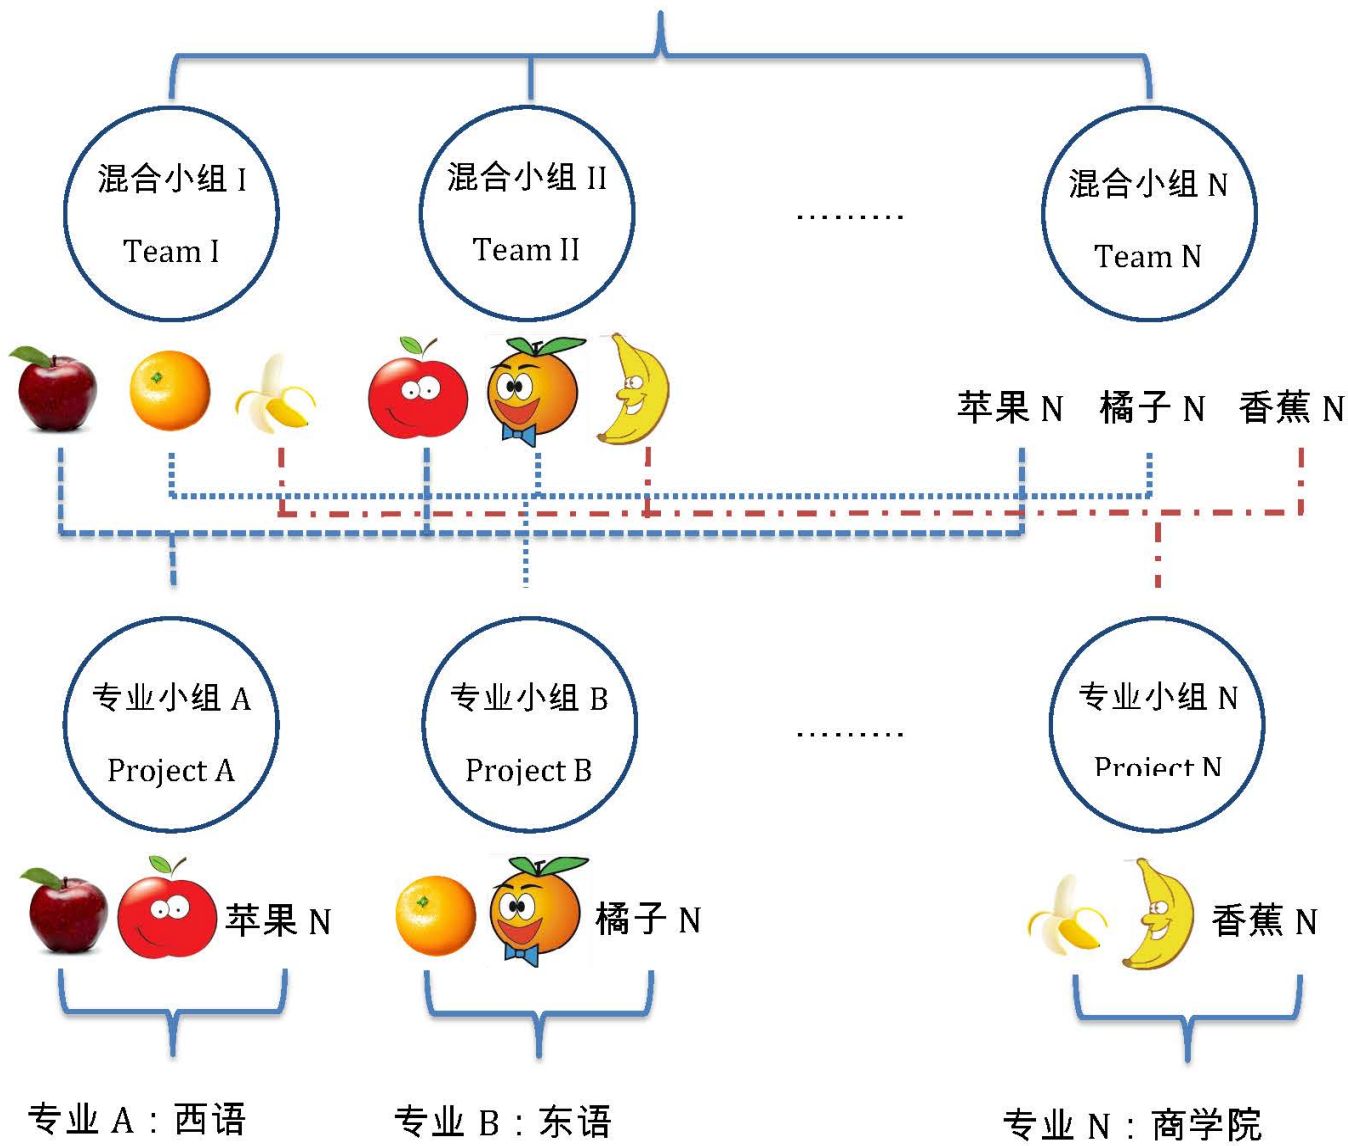 混合小组 I
Team I
混合小组 II
Team II
………
混合小组 N
Team N
苹果 N
橘子 N
香蕉 N
专业小组 A
Project A
专业小组 B
Project B
………
专业小组 N
Project N
苹果 N
橘子 N
香蕉 N
专业 A：西语
专业 B：东语
专业 N：商学院